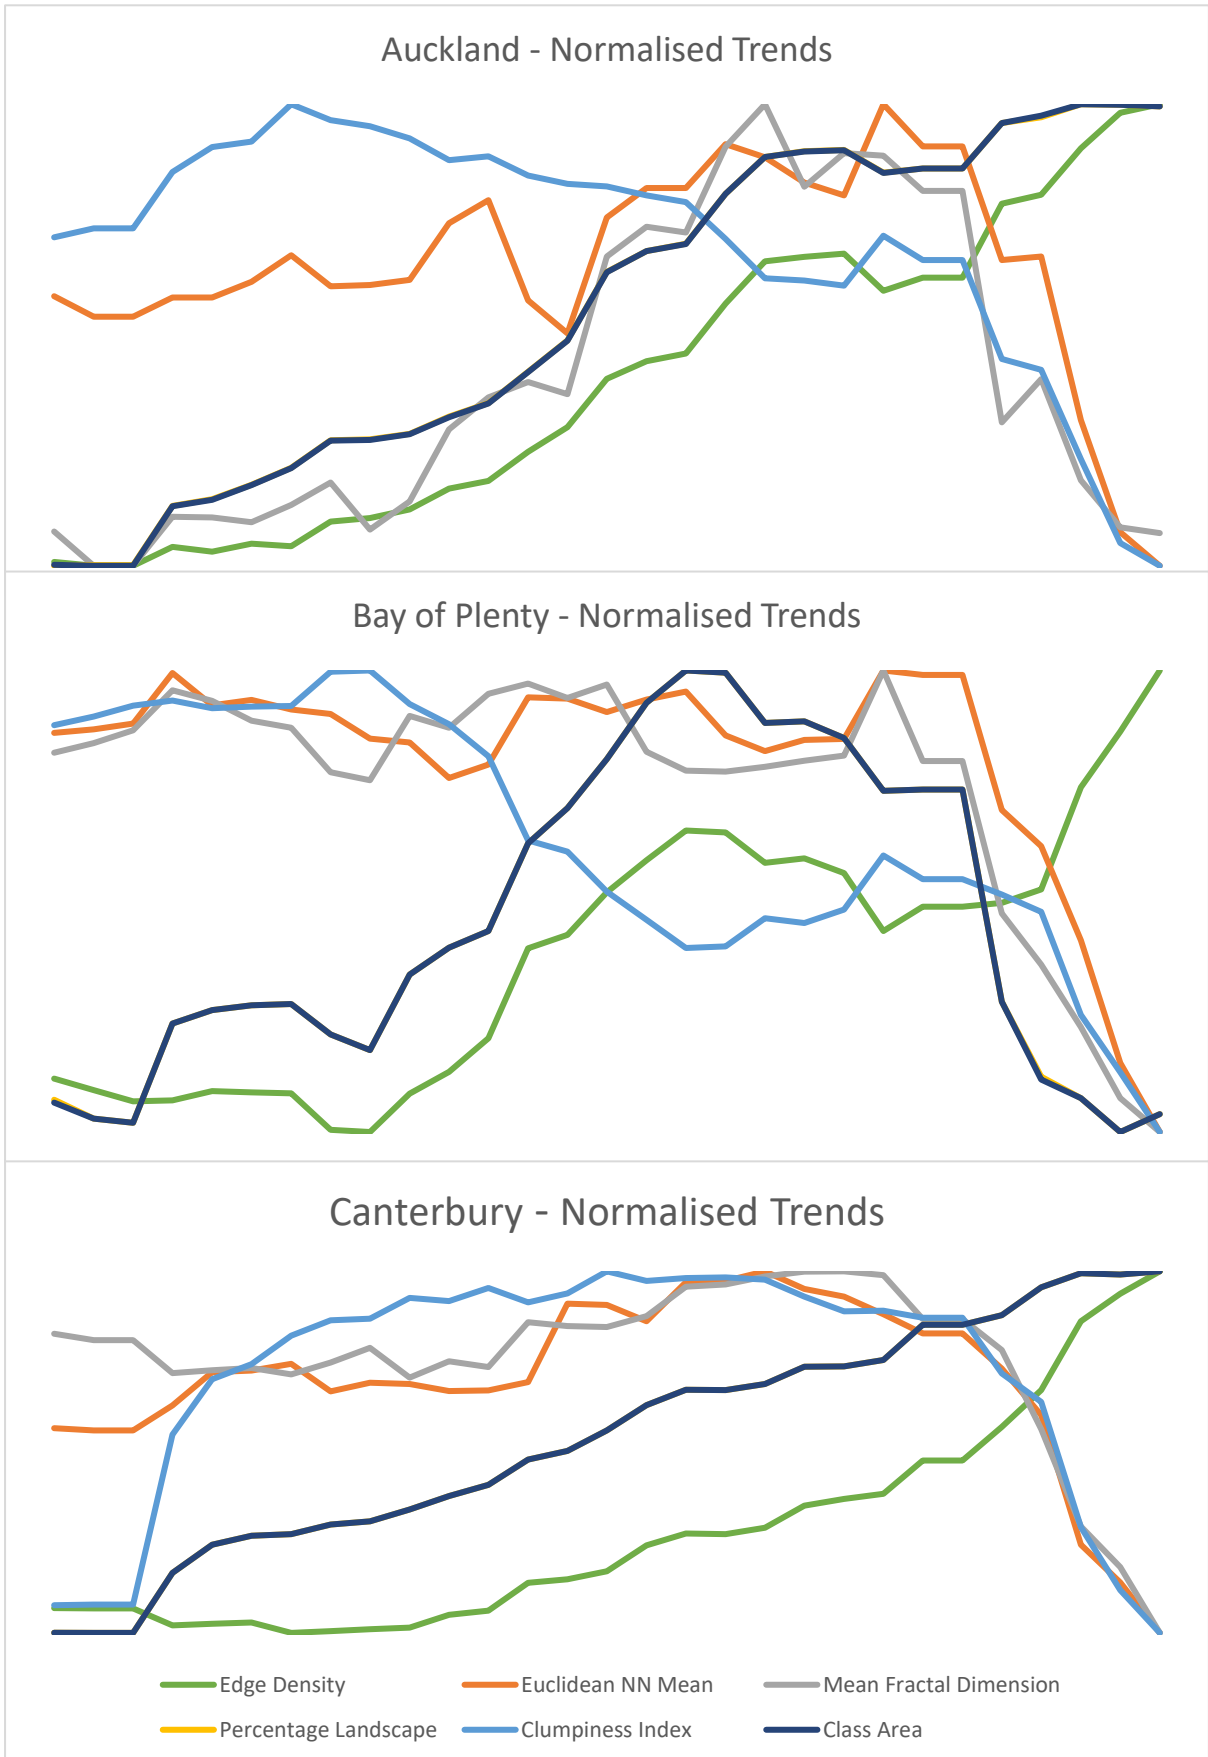 Auckland - Normalised Trends
Bay of Plenty - Normalised Trends
Canterbury - Normalised Trends
Edge Density Euclidean NN Mean Mean Fractal Dimension
Percentage Landscape Clumpiness Index Class Area